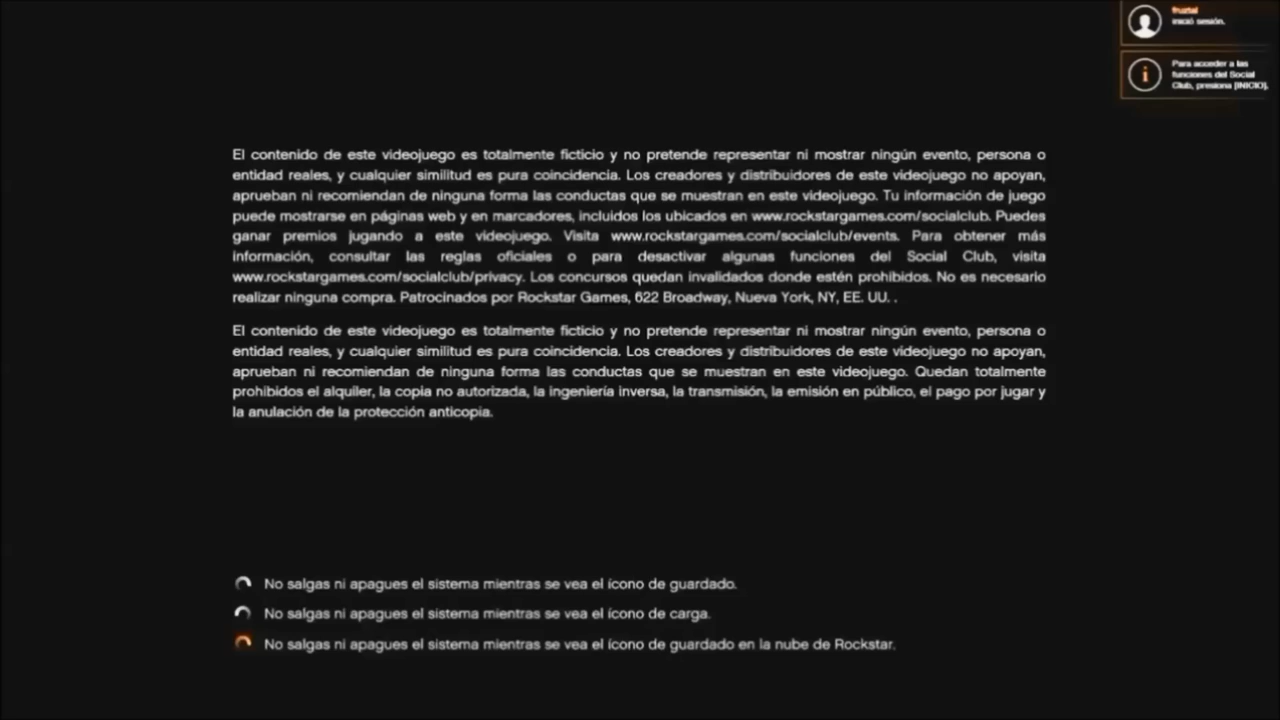 fruztal
inició sesión.
Para acceder a las
funciones del Social
Club, presiona [INICIO].
El contenido de este videojuego es totalmente ficticio y no pretende representar ni mostrar ningún evento, persona o
entidad reales, y cualquier similitud es pura coincidencia. Los creadores y distribuidores de este videojuego no apoyan,
aprueban ni recomiendan de ninguna forma las conductas que se muestran en este videojuego. Tu información de juego
puede mostrarse en páginas web y en marcadores, incluidos los ubicados en www.rockstargames.com/socialclub. Puedes
ganar premios jugando a este videojuego. Visita www.rockstargames.com/socialclub/events. Para obtener más
información, consultar las reglas oficiales o para desactivar algunas funciones del Social Club, visita
www.rockstargames.com/socialclub/privacy. Los concursos quedan invalidados donde estén prohibidos. No es necesario
realizar ninguna compra. Patrocinados por Rockstar Games, 622 Broadway, Nueva York, NY, EE. UU. .
El contenido de este videojuego es totalmente ficticio y no pretende representar ni mostrar ningún evento, persona o
entidad reales, y cualquier similitud es pura coincidencia. Los creadores y distribuidores de este videojuego no apoyan,
aprueban ni recomiendan de ninguna forma las conductas que se muestran en este videojuego. Quedan totalmente
prohibidos el alquiler, la copia no autorizada, la ingeniería inversa, la transmisión, la emisión en público, el pago por jugar y
la anulación de la protección anticopia.
No salgas ni apagues el sistema mientras se vea el ícono de guardado.
No salgas ni apagues el sistema mientras se vea el ícono de carga.
No salgas ni apagues el sistema mientras se vea el ícono de guardado en la nube de Rockstar.